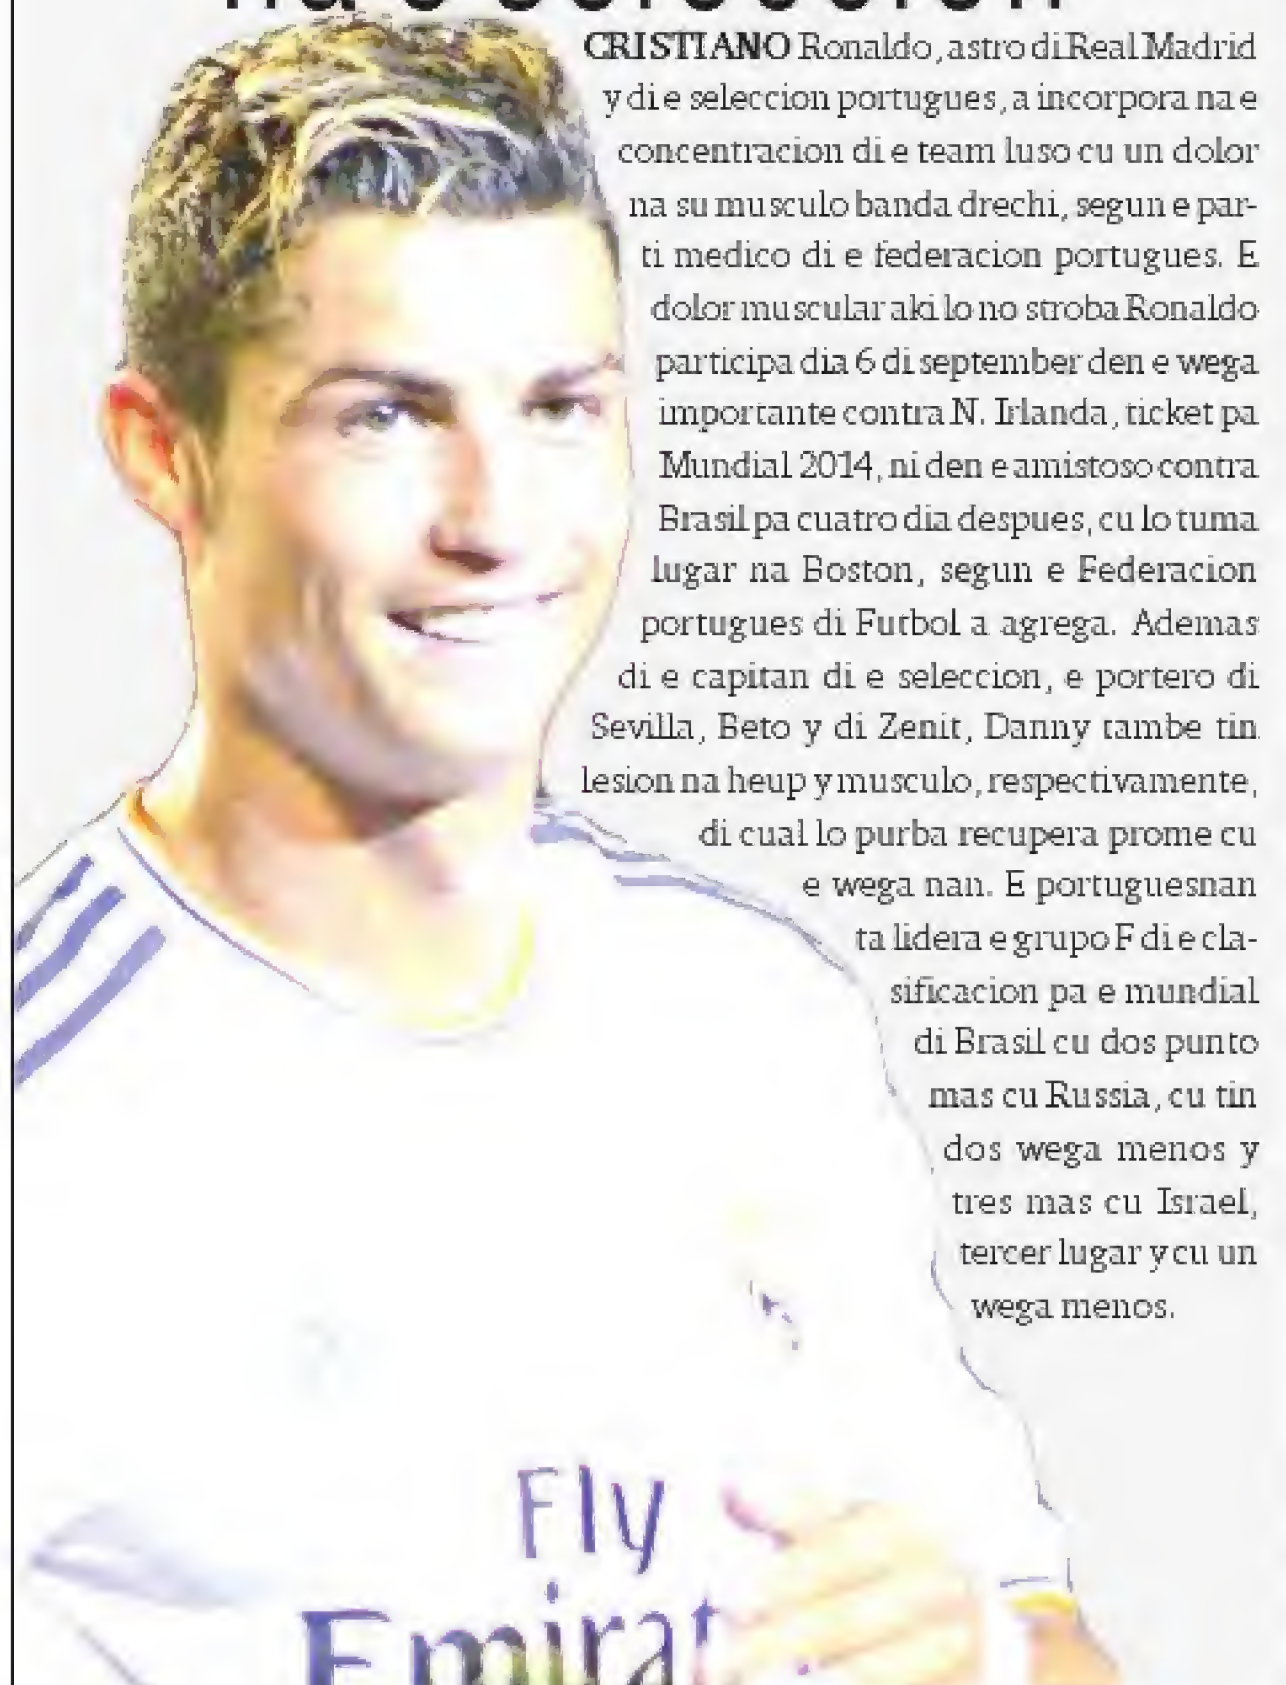 CRISTIANO Ronaldo, astro di Real Madrid
y di e seleccion portugues, a incorpora na e
concentracion di e team luso cu un dolor
na su musculo banda drechi, segun e par-
ti medico di e federacion portugues. E
dolor muscular aki lo no stroba Ronaldo
participa dia 6 di september den e wega
importante contra N. Irlanda, ticket pa
Mundial 2014, ni den e amistoso contra
Brasil pa cuatro dia despues, cu lo tuma
lugar na Boston, segun e Federacion
portugues di Futbol a agrega. Ademas
di e capitan di e seleccion, e portero di
Sevilla, Beto y di Zenit, Danny tambe tin
lesion na heup y musculo, respectivamente,
di cual lo purba recupera prome cu
e wega nan. E portuguesnan
ta lidera e grupo F di e cla-
sificacion pa e mundial
di Brasil cu dos punto
mas cu Russia, cu tin
dos wega menos y
tres mas cu Israel,
tercer lugar y cu un
wega menos.
Fly
Emirat